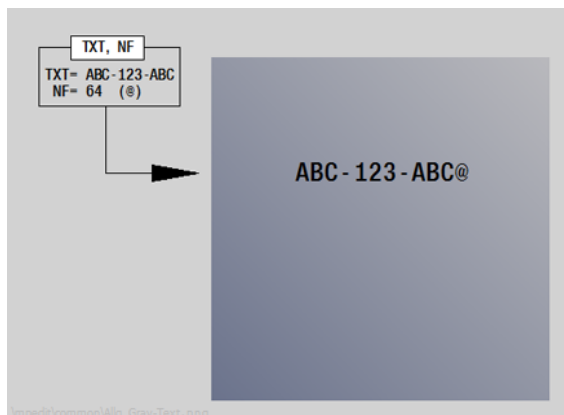 TXT, NF
TXT= ABC-123-ABC
NF= 64 (@)
ABC-123-ABC@